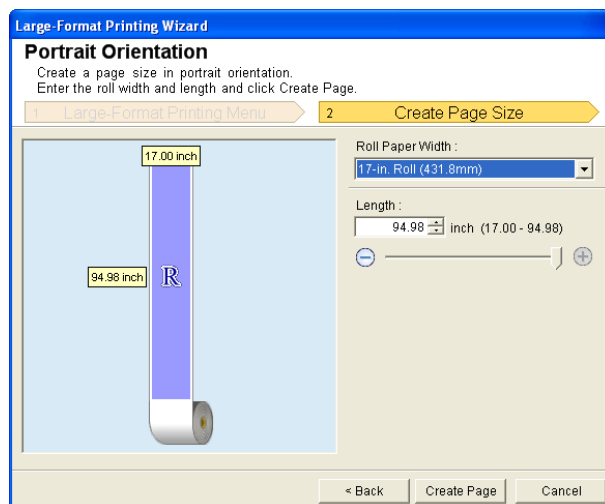 Large-Format Printing Wizard
Portrait Orientation
Create a page size in portrait orientation.
Enter the roll width and length and click Create Page.
1 Large-Format Printing Menu
2 Create Page Size
17.00 inch
94.98 inch
R
Roll Paper Width :
17-in. Roll (431.8mm)
Length :
94.98 inch (17.00 - 94.98)
< Back
Create Page
Cancel